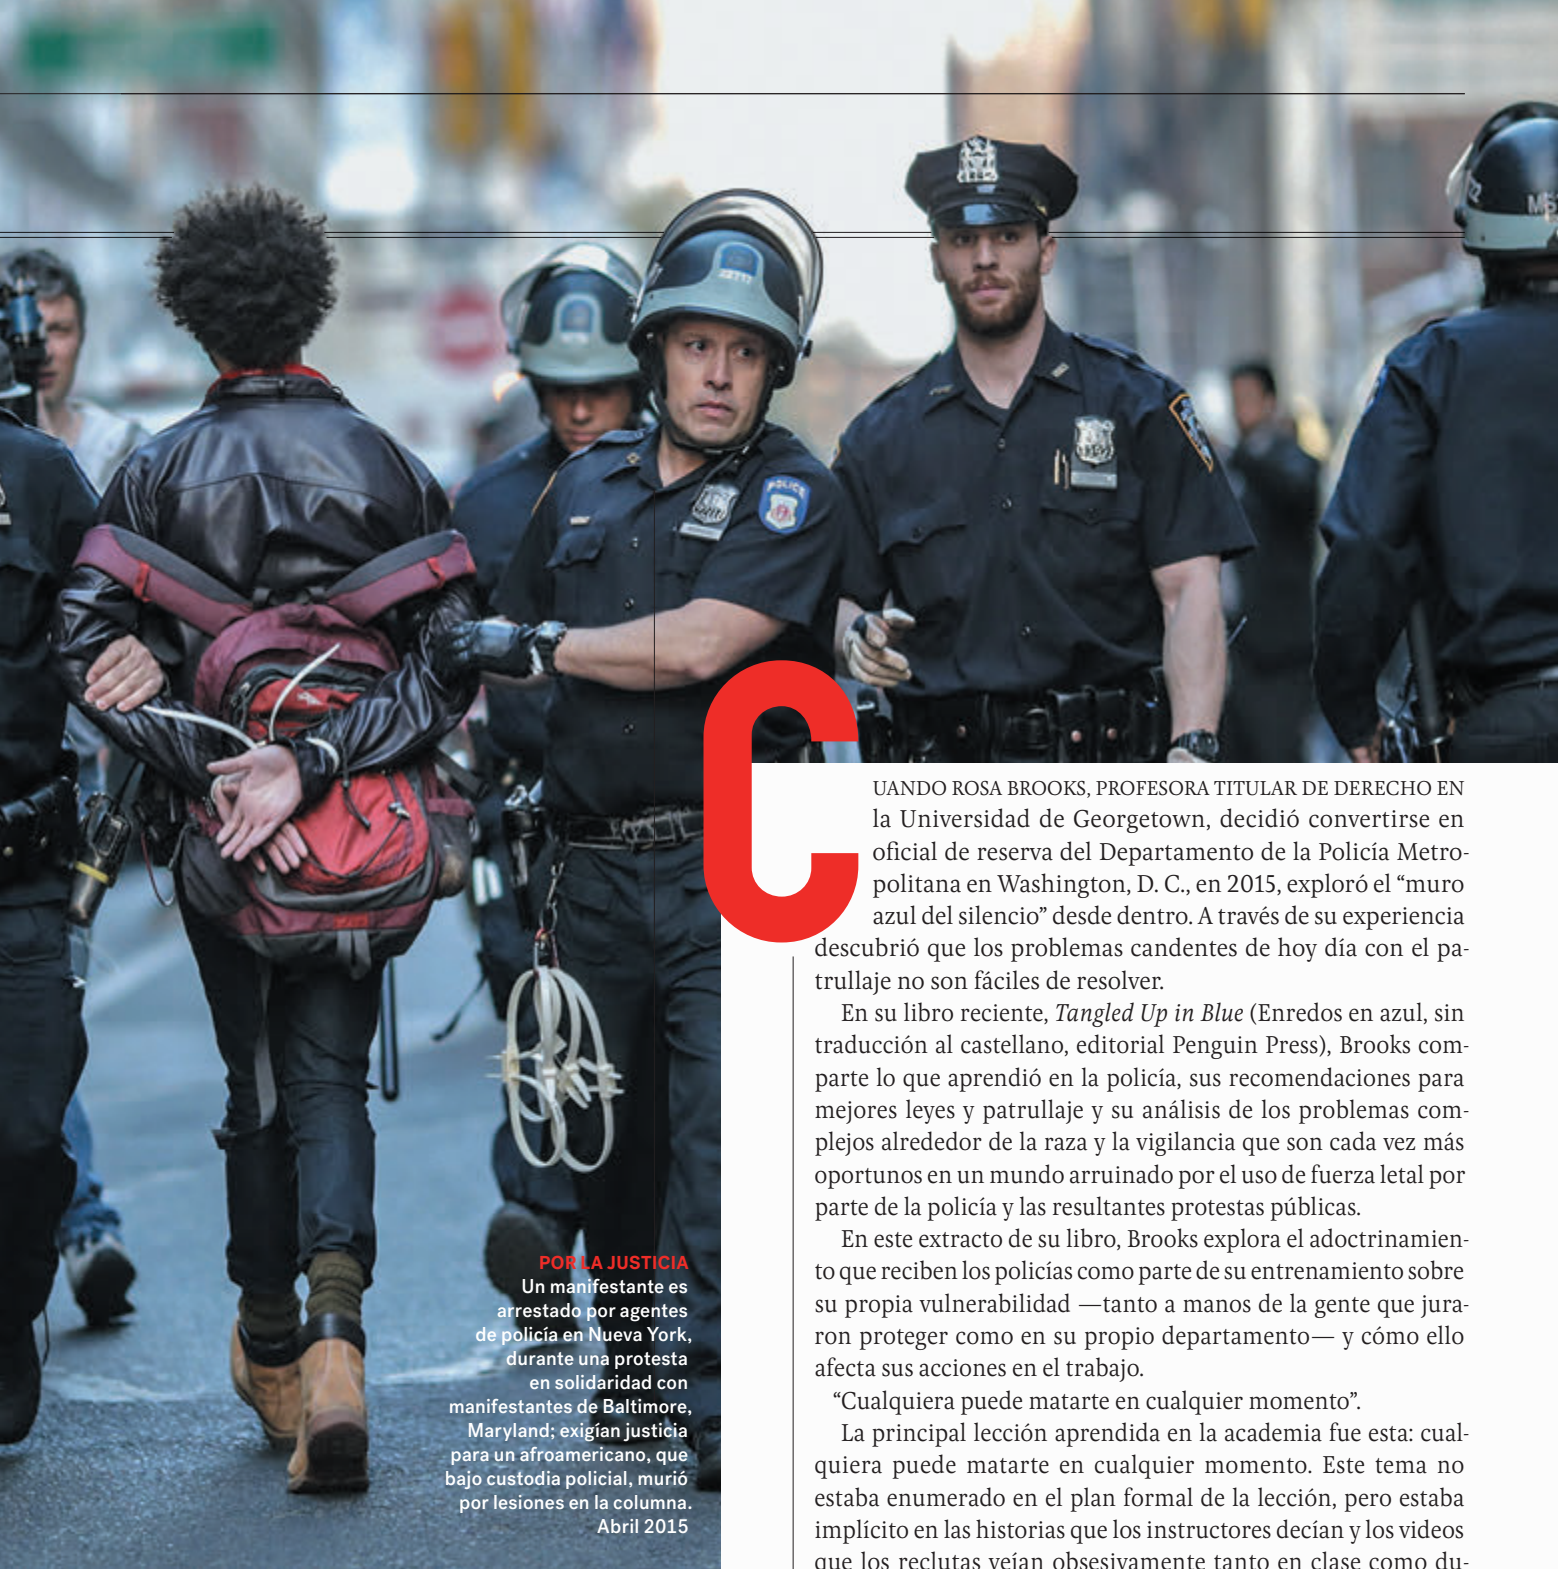 POLICE
CUANDO ROSA BROOKS, PROFESORA TITULAR DE DERECHO EN
la Universidad de Georgetown, decidió convertirse en
oficial de reserva del Departamento de la Policía Metro-
politana en Washington, D. C., en 2015, exploró el “muro
azul del silencio” desde dentro. A través de su experiencia
descubrió que los problemas candentes de hoy día con el pa-
trullaje no son fáciles de resolver.
En su libro reciente, Tangled Up in Blue (Enredos en azul, sin
traducción al castellano, editorial Penguin Press), Brooks com-
parte lo que aprendió en la policía, sus recomendaciones para
mejores leyes y patrullaje y su análisis de los problemas com-
plejos alrededor de la raza y la vigilancia que son cada vez más
oportunos en un mundo arruinado por el uso de fuerza letal por
parte de la policía y las resultantes protestas públicas.
En este extracto de su libro, Brooks explora el adoctrinamien-
to que reciben los policías como parte de su entrenamiento sobre
su propia vulnerabilidad —tanto a manos de la gente que jura-
ron proteger como en su propio departamento— y cómo ello
afecta sus acciones en el trabajo.
“Cualquiera puede matarte en cualquier momento”.
La principal lección aprendida en la academia fue esta: cual-
quiera puede matarte en cualquier momento. Este tema no
estaba enumerado en el plan formal de la lección, pero estaba
implícito en las historias que los instructores decían y los videos
que los reclutas veían obsesivamente tanto en clase como du-
POR LA JUSTICIA
Un manifestante es
arrestado por agentes
de policía en Nueva York,
durante una protesta
en solidaridad con
manifestantes de Baltimore,
Maryland; exigían justicia
para un afroamericano, que
bajo custodia policial, murió
por lesiones en la columna.
Abril 2015